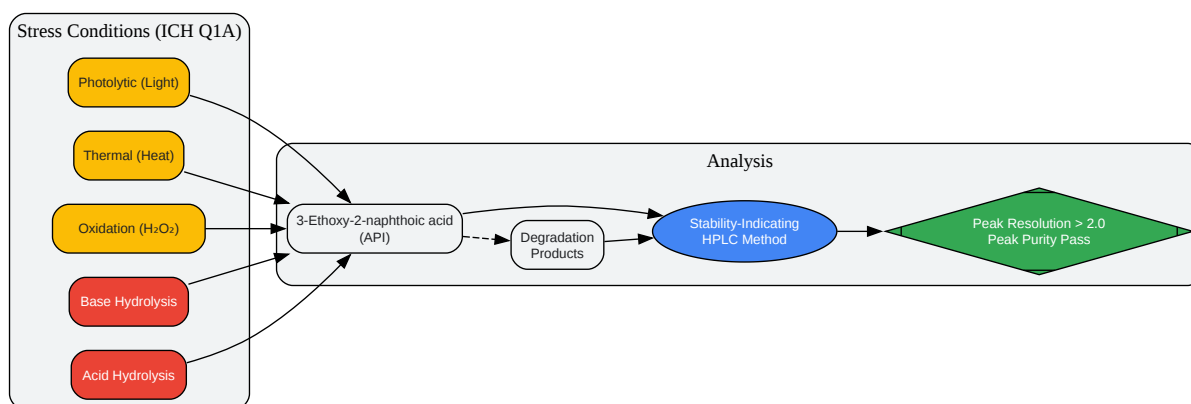 Stress Conditions (ICH Q1A)
Photolytic (Light)
Thermal (Heat)
Oxidation (H₂O₂)
Base Hydrolysis
Acid Hydrolysis
Analysis
3-Ethoxy-2-naphthoic acid
(API)
Degradation
Products
Stability-Indicating
HPLC Method
Peak Resolution > 2.0
Peak Purity Pass